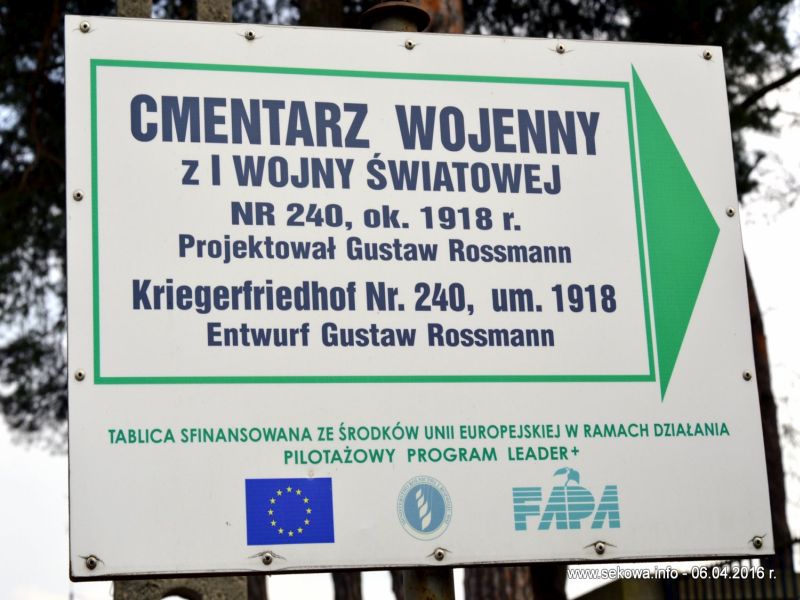 CMENTARZ WOJENNY
z I WOJNY ŚWIATOWEJ
NR 240, ok. 1918 r.
Projektował Gustaw Rossmann
Kriegerfriedhof Nr. 240, um. 1918
Entwurf Gustaw Rossmann
TABLICA SFINANSOWANA ZE ŚRODKÓW UNII EUROPEJSKIEJ W RAMACH DZIAŁANIA
PILOTAŻOWY PROGRAM LEADER+
FAPA
www.sekowa.info - 06.04.2016 r.